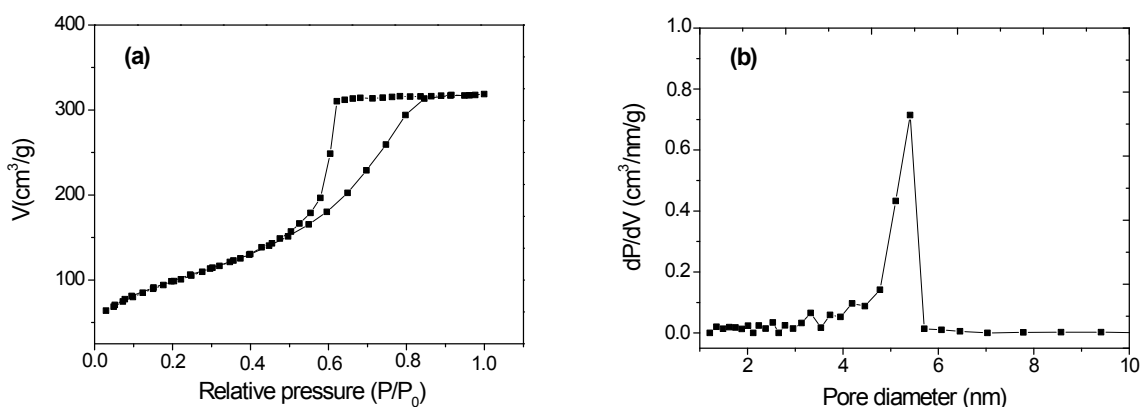 (a)
V(cm³/g)
400
300
200
100
0.0 0.2 0.4 0.6 0.8 1.0
Relative pressure (P/P₀)
(b)
dP/dV (cm³/nm/g)
1.0
0.8
0.6
0.4
0.2
0.0
2 4 6 8 10
Pore diameter (nm)